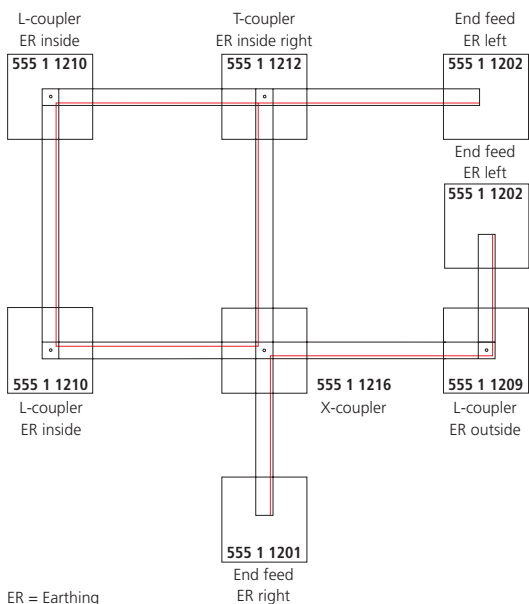 L-coupler
ER inside
555 1 1210
T-coupler
ER inside right
555 1 1212
End feed
ER left
555 1 1202
End feed
ER left
555 1 1202
555 1 1210
L-coupler
ER inside
555 1 1216
X-coupler
555 1 1209
L-coupler
ER outside
555 1 1201
End feed
ER right
ER = Earthing